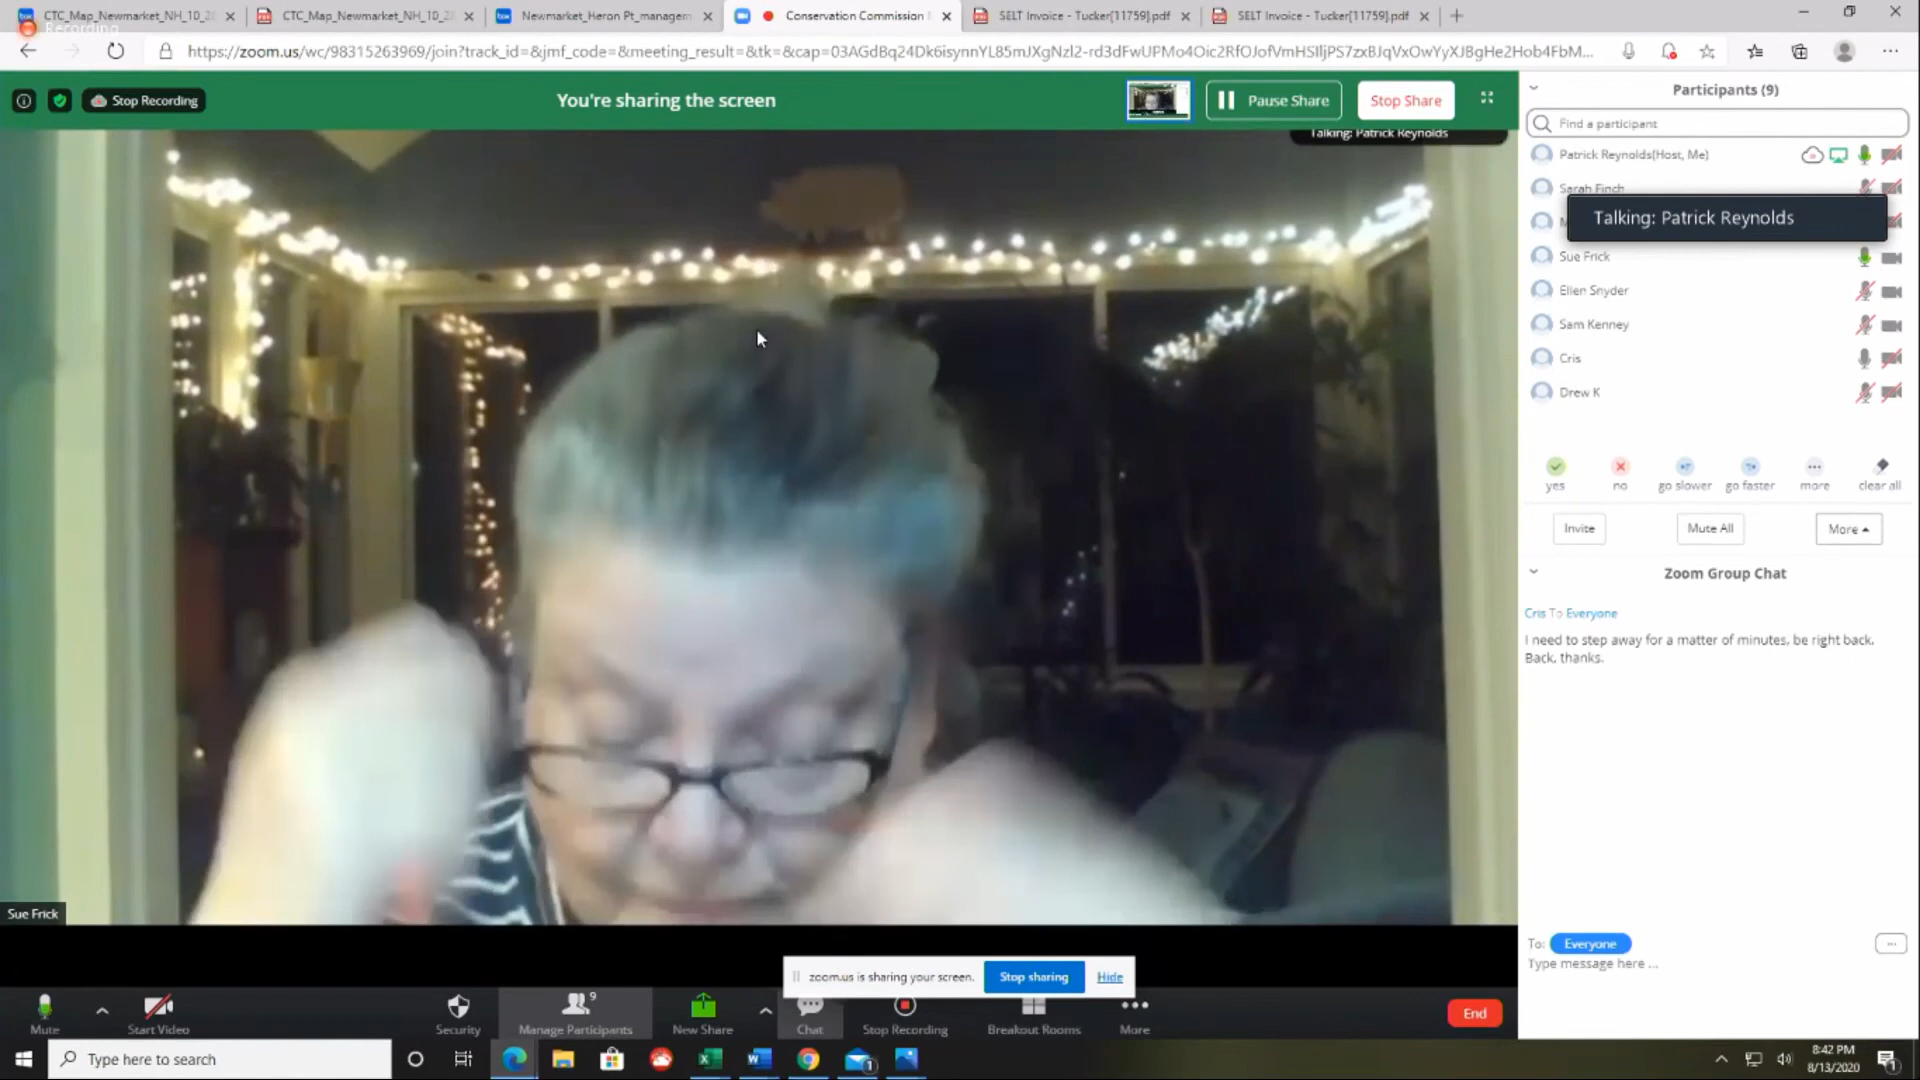 CTC_Map_Newmarket_NH_10_2
CTC_Map_Newmarket_NH_10_2
Newmarket_Heron Pt_managem
Conservation Commission
SELT Invoice - Tucker[11759].pdf
SELT Invoice - Tucker[11759].pdf
Recording
Stop Recording
You're sharing the screen
Pause Share
Stop Share
Talking: Patrick Reynolds
Participants (9)
Find a participant
Patrick Reynolds(Host, Me)
Sarah Finch
Talking: Patrick Reynolds
Sue Frick
Ellen Snyder
Sam Kenney
Cris
Drew K
yes
no
go slower
go faster
more
clear all
Invite
Mute All
More
Zoom Group Chat
Cris To Everyone
I need to step away for a matter of minutes, be right back.
Back, thanks.
Sue Frick
To: Everyone
Type message here ...
zoom.us is sharing your screen.
Stop sharing
Hide
Mute
Start Video
Security
9
Manage Participants
New Share
Chat
Stop Recording
Breakout Rooms
More
End
Type here to search
1
8:42 PM
8/13/2020
1